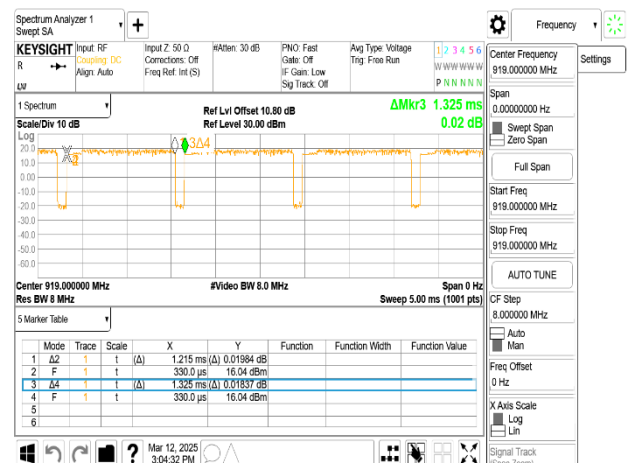 Spectrum Analyzer 1
Swept SA
Frequency
KEYSIGHT Input: RF Input Z: 50 Ω #Atten: 30 dB PNO: Fast Avg Type: Voltage 1 2 3 4 5 6
R Coupling: DC Corrections: Off Gate: Off Trig: Free Run W W W W W W
Align: Auto Freq Ref: Int (S) IF Gain: Low P N N N N N
Sig Track: Off
Center Frequency
919.000000 MHz
Settings
Span
0.00000000 Hz
Swept Span
Zero Span
Full Span
Start Freq
919.000000 MHz
Stop Freq
919.000000 MHz
AUTO TUNE
CF Step
8.000000 MHz
Auto
Man
Freq Offset
0 Hz
X Axis Scale
Log
Lin
Signal Track
(Span Zoom)
1 Spectrum
Scale/Div 10 dB
Ref Lvl Offset 10.80 dB
Ref Level 30.00 dBm
ΔMkr3 1.325 ms
0.02 dB
Log
20.0
10.0
0.00
-10.0
-20.0
-30.0
-40.0
-50.0
-60.0
3Δ4
Center 919.000000 MHz #Video BW 8.0 MHz Span 0 Hz
Res BW 8 MHz Sweep 5.00 ms (1001 pts)
5 Marker Table
Mode Trace Scale X Y Function Function Width Function Value
1 Δ2 1 t (Δ) 1.215 ms (Δ) 0.01984 dB
2 F 1 t 330.0 µs 16.04 dBm
3 Δ4 1 t (Δ) 1.325 ms (Δ) 0.01837 dB
4 F 1 t 330.0 µs 16.04 dBm
5
6
? Mar 12, 2025
3:04:32 PM